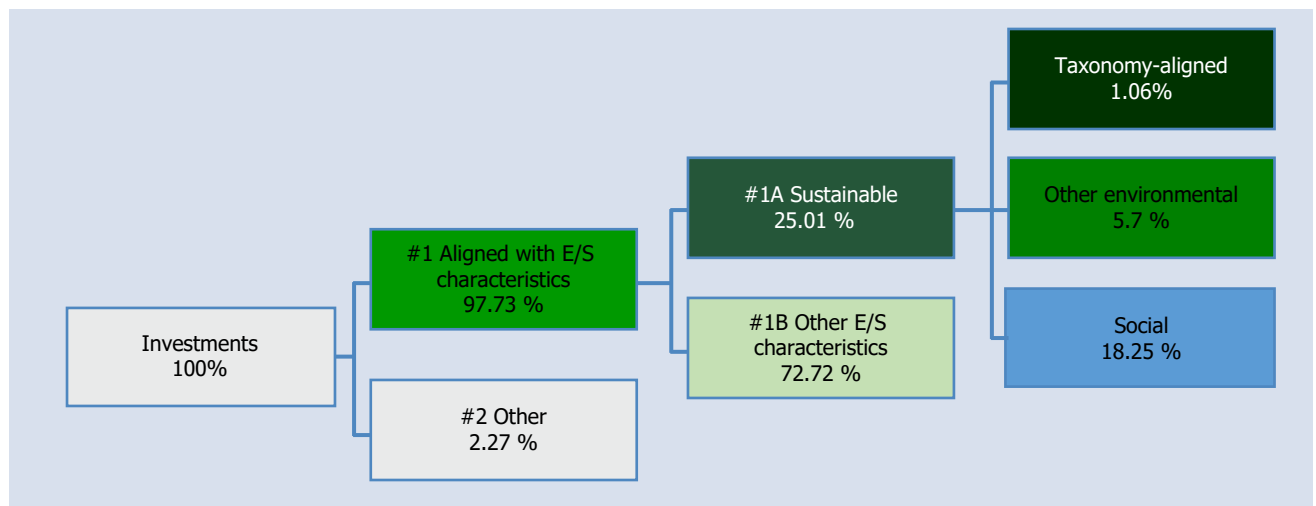 Investments
100%
#1 Aligned with E/S
characteristics
97.73 %
#2 Other
2.27 %
#1A Sustainable
25.01 %
#1B Other E/S
characteristics
72.72 %
Taxonomy-aligned
1.06%
Other environmental
5.7 %
Social
18.25 %